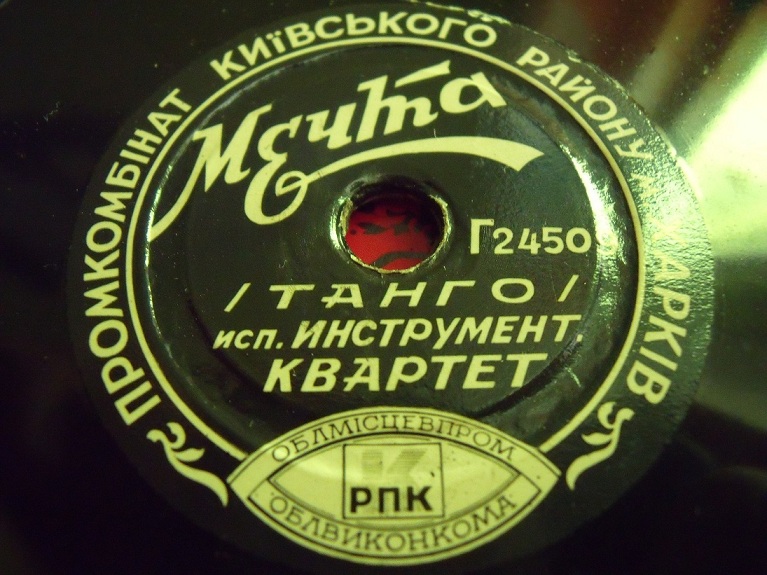 ПРОМКОМБІНАТ КИЇВСЬКОГО РАЙОНУ ХАРКІВ
Мечта
Г2450
/ТАНГО/
исп. ИНСТРУМЕНТ.
КВАРТЕТ
ОБЛМІСЦЕВПРОМ
К
РПК
ОБЛВИКОНКОМА